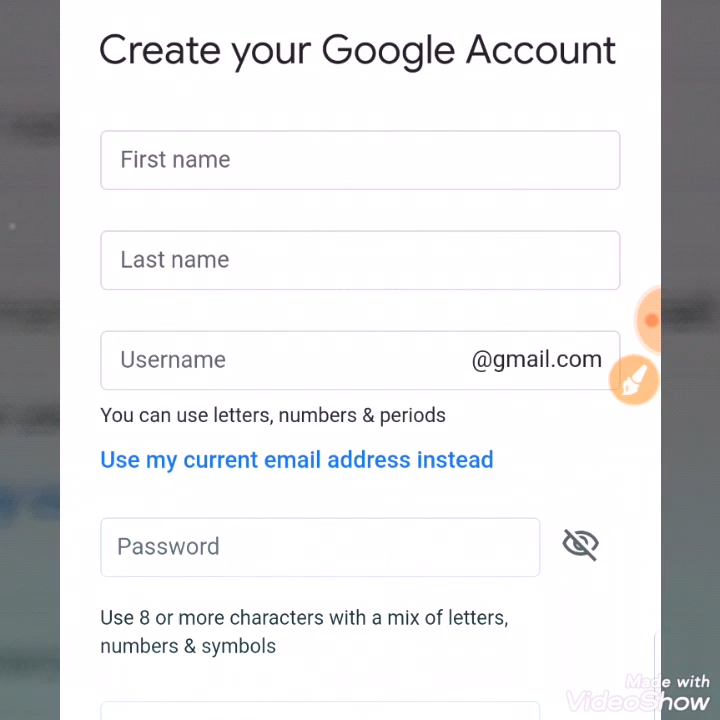 Create your Google Account
First name
Last name
Username @gmail.com
You can use letters, numbers & periods
Use my current email address instead
Password
Use 8 or more characters with a mix of letters,
numbers & symbols
Made with
VideoShow